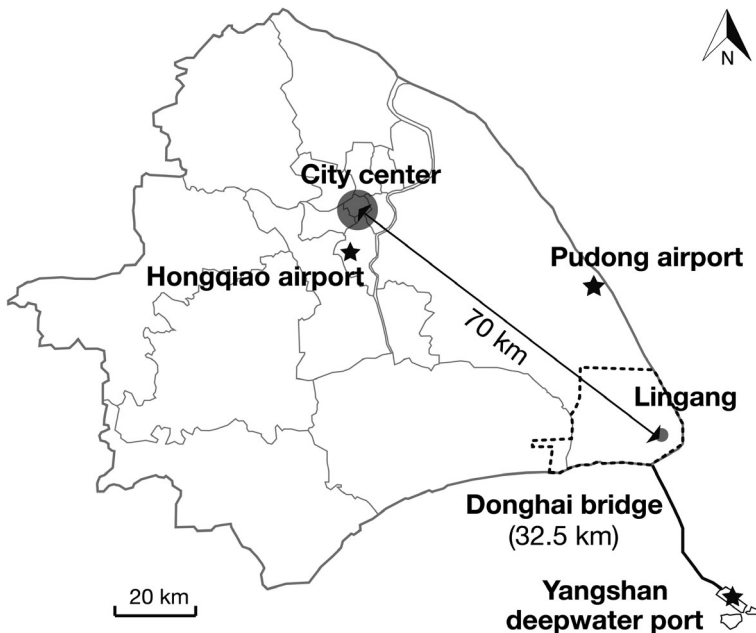 N
City center
Hongqiao airport
Pudong airport
70 km
Lingang
Donghai bridge
(32.5 km)
20 km
Yangshan
deepwater port